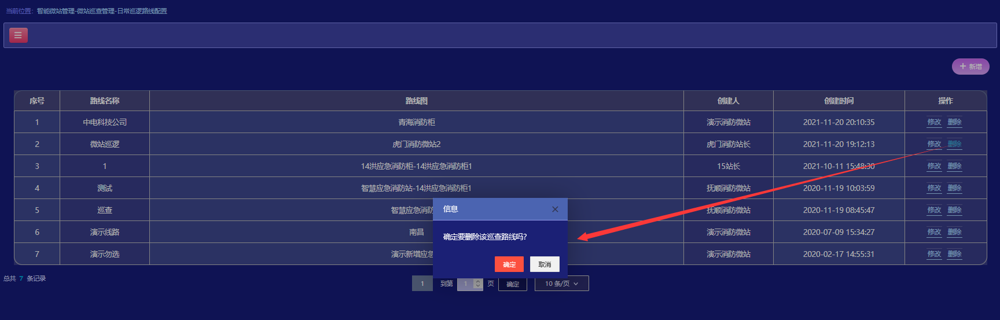 当前位置：智能微站管理-微站巡查管理-日常巡逻路线配置
新增
序号 路线名称 路线图 创建人 创建时间 操作
1 中电科技公司 青海消防柜 演示消防微站 2021-11-20 20:10:35 修改 删除
2 微站巡逻 虎门消防微站2 虎门消防站长 2021-11-20 19:12:13 修改 删除
3 1 14洪应急消防柜-14洪应急消防柜1 15站长 2021-10-11 15:48:30 修改 删除
4 测试 智慧应急消防站-14洪应急消防柜1 抚顺消防微站 2020-11-19 10:03:59 修改 删除
5 巡查 智慧应急消防 抚顺消防微站 2020-11-19 08:45:47 修改 删除
6 演示线路 南昌 演示消防微站 2020-07-09 15:34:27 修改 删除
7 演示勿选 演示新增应急 演示消防微站 2020-02-17 14:55:31 修改 删除
信息
确定要删除该巡查路线吗?
确定 取消
总共 7 条记录
1 到第 1 页 确定 10 条/页